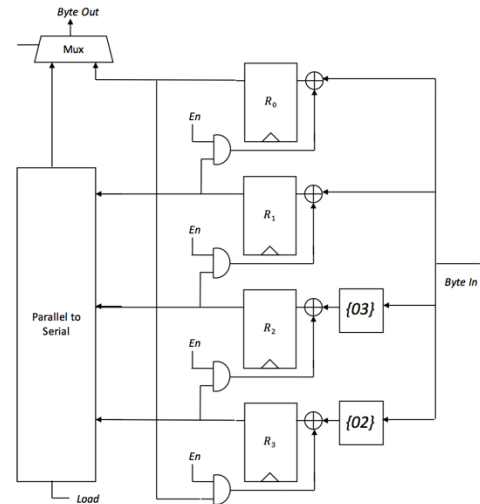 Byte Out
Mux
En
R₀
En
R₁
Byte In
Parallel to
Serial
R₂
{03}
En
R₃
{02}
En
Load